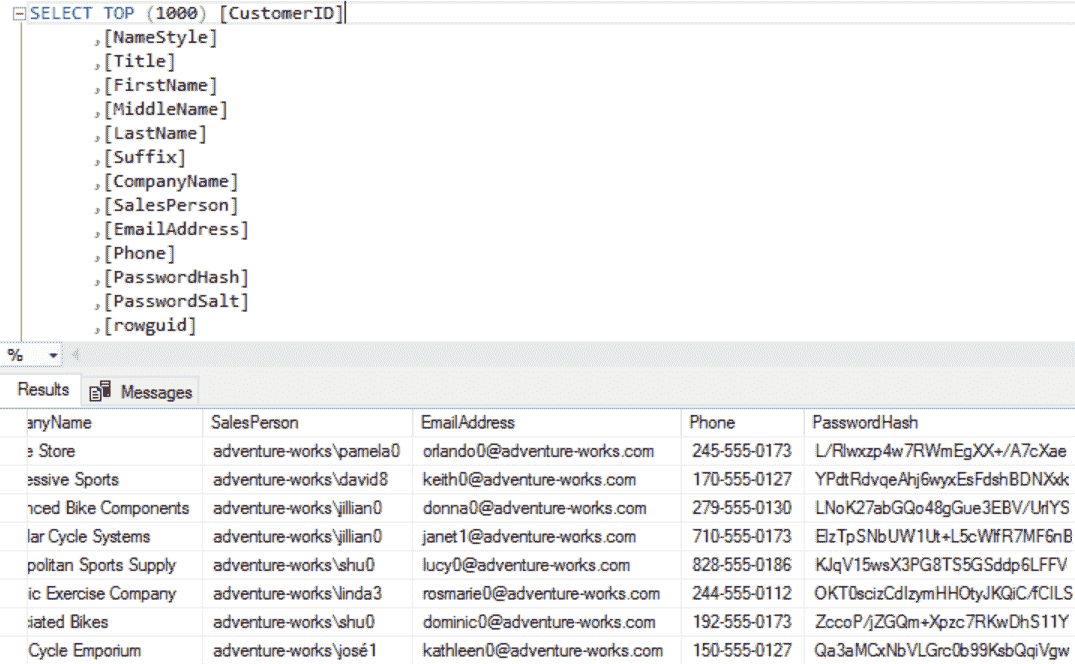 SELECT TOP (1000) [CustomerID]
,[NameStyle]
,[Title]
,[FirstName]
,[MiddleName]
,[LastName]
,[Suffix]
,[CompanyName]
,[SalesPerson]
,[EmailAddress]
,[Phone]
,[PasswordHash]
,[PasswordSalt]
,[rowguid]
%
Results Messages
anyName SalesPerson EmailAddress Phone PasswordHash
e Store adventure-works\pamela0 orlando0@adventure-works.com 245-555-0173 L/Rlwxzp4w7RWmEgXX+/A7cXae
essive Sports adventure-works\david8 keith0@adventure-works.com 170-555-0127 YPdtRdvqeAhj6wyxEsFdshBDNXxk
nced Bike Components adventure-works\jillian0 donna0@adventure-works.com 279-555-0130 LNoK27abGQo48gGue3EBV/UrlYS
lar Cycle Systems adventure-works\jillian0 janet1@adventure-works.com 710-555-0173 ElzTpSNbUW1Ut+L5cWlfR7MF6nB
politan Sports Supply adventure-works\shu0 lucy0@adventure-works.com 828-555-0186 KJqV15wsX3PG8TS5GSddp6LFFV
ic Exercise Company adventure-works\linda3 rosmarie0@adventure-works.com 244-555-0112 OKT0scizCdIzymHHOtyJKQiC/fCILS
ciated Bikes adventure-works\shu0 dominic0@adventure-works.com 192-555-0173 ZccoP/jZGQm+Xpzc7RKwDhS11Y
Cycle Emporium adventure-works\josé1 kathleen0@adventure-works.com 150-555-0127 Qa3aMCxNbVLGrc0b99KsbQqiVgw